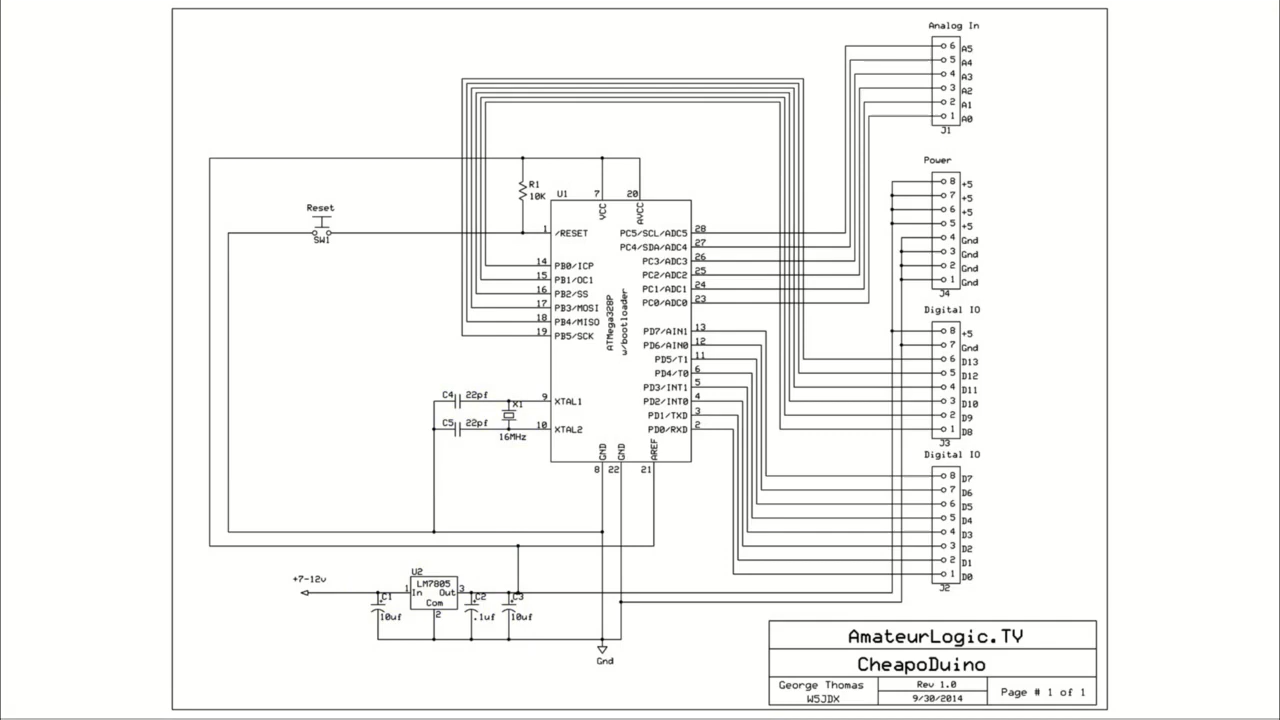 Analog In
6 A5
5 A4
4 A3
3 A2
2 A1
1 A0
J1
Power
8 +5
7 +5
6 +5
5 +5
4 Gnd
3 Gnd
2 Gnd
1 Gnd
J4
Digital IO
8 +5
7 Gnd
6 D13
5 D12
4 D11
3 D10
2 D9
1 D8
J3
Digital IO
8 D7
7 D6
6 D5
5 D4
4 D3
3 D2
2 D1
1 D0
J2
R1
10K
U1
7
20
VCC
AVCC
Reset
SW1
1 /RESET
14 PB0/ICP
15 PB1/OC1
16 PB2/SS
17 PB3/MOSI
18 PB4/MISO
19 PB5/SCK
9 XTAL1
10 XTAL2
ATMega328P
w/bootloader
PC5/SCL/ADC5 28
PC4/SDA/ADC4 27
PC3/ADC3 26
PC2/ADC2 25
PC1/ADC1 24
PC0/ADC0 23
PD7/AIN1 13
PD6/AIN0 12
PD5/T1 11
PD4/T0 6
PD3/INT1 5
PD2/INT0 4
PD1/TXD 3
PD0/RXD 2
GND
GND
AREF
8
22
21
C4 22pf
X1
C5 22pf
16MHz
+7-12v
U2
LM7805
1 In Out 3
Com
2
C1
10uf
C2
.1uf
C3
10uf
Gnd
AmateurLogic.TV
CheapoDuino
George Thomas
W5JDX
Rev 1.0
9/30/2014
Page # 1 of 1